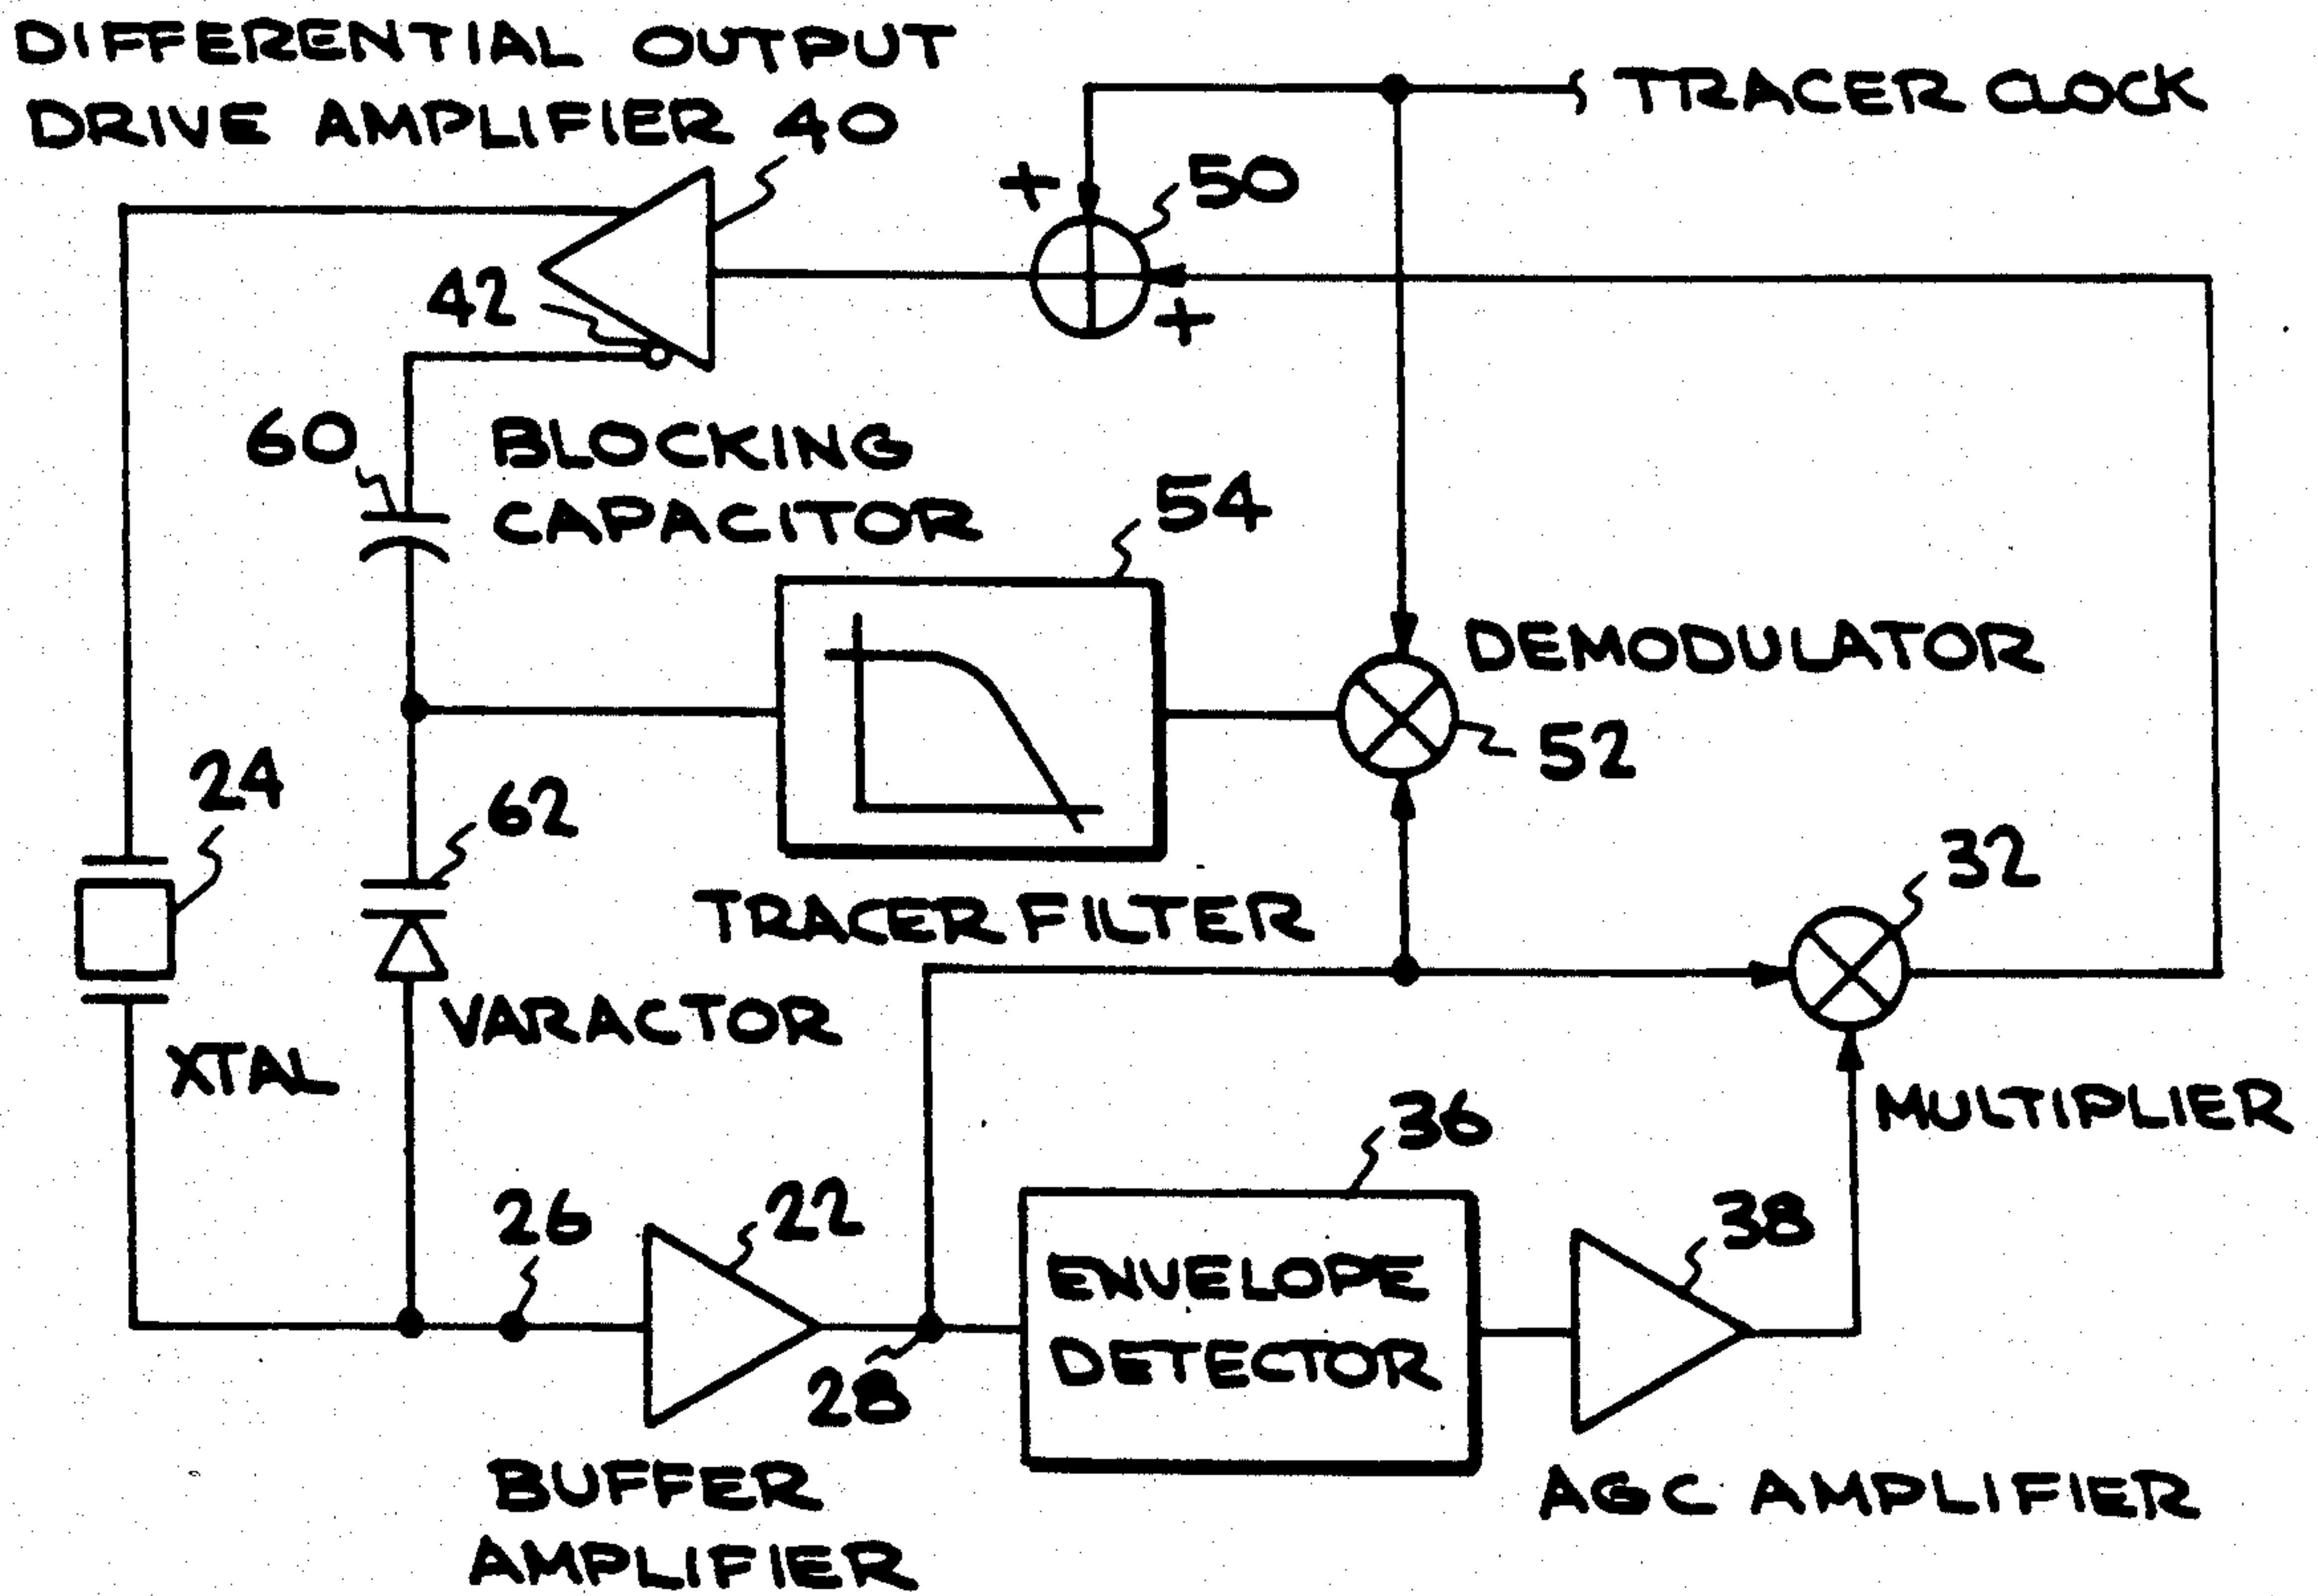 DIFFERENTIAL OUTPUT
DRIVE AMPLIFIER 40
TRACER CLOCK
+
50
42
+
60
BLOCKING
CAPACITOR
54
DEMODULATOR
52
24
62
32
TRACER FILTER
VARACTOR
XTAL
MULTIPLIER
36
26
22
38
ENVELOPE
DETECTOR
28
BUFFER
AMPLIFIER
AGC AMPLIFIER